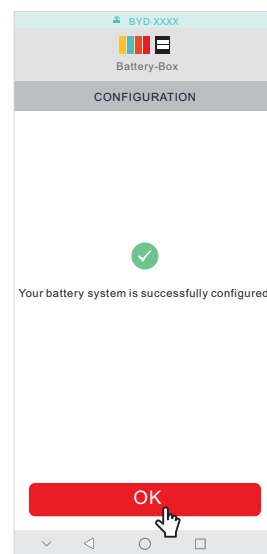 BYD-XXXX
Battery-Box
CONFIGURATION
Your battery system is successfully configured
OK